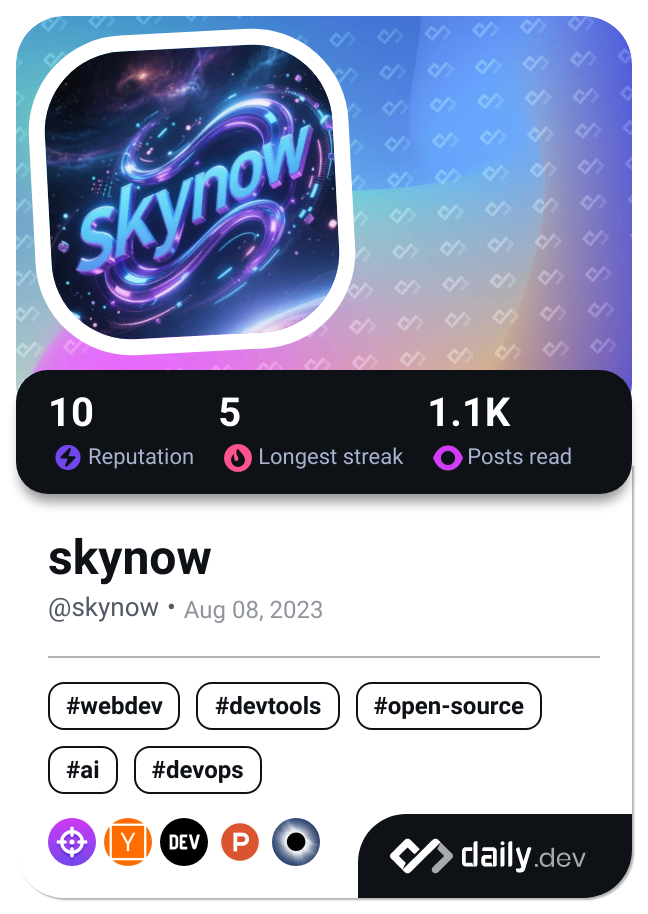 skynow
10 5 1.1K
Reputation Longest streak Posts read
skynow
@skynow • Aug 08, 2023
#webdev #devtools #open-source
#ai #devops
Y DEV P
daily.dev